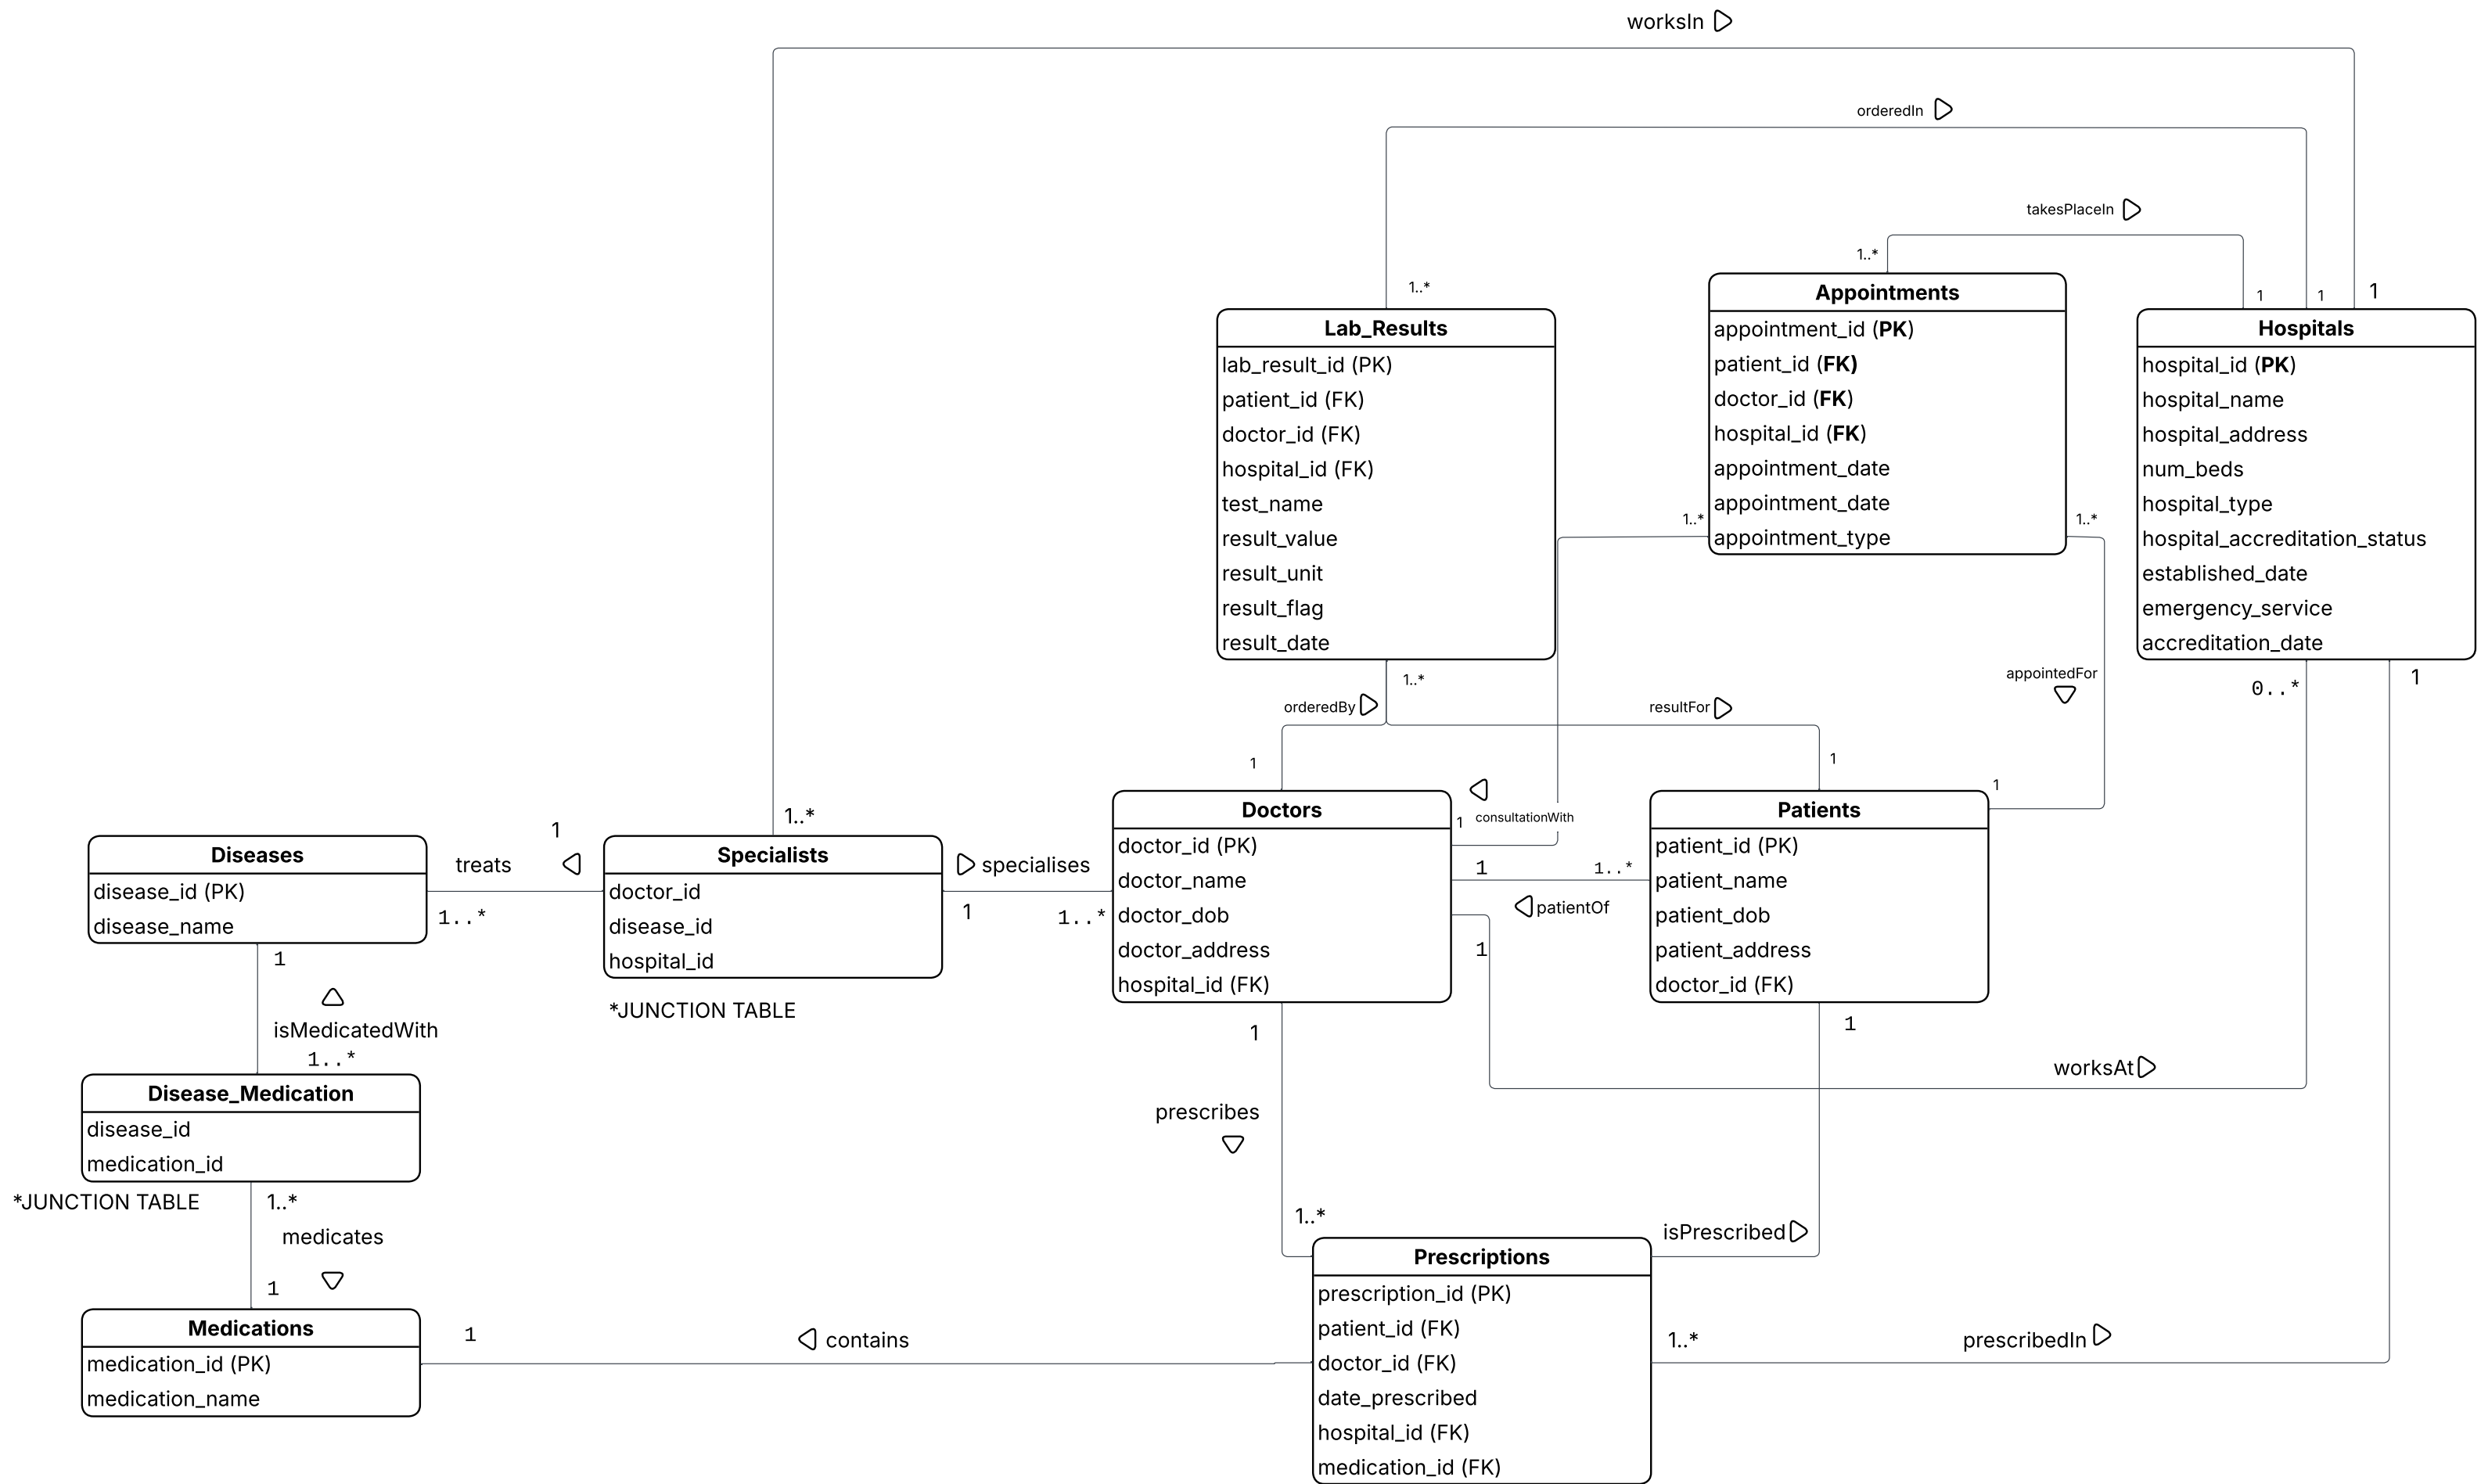 worksIn
orderedIn
takesPlaceIn
1..*
1..*
1
1
1
Lab_Results
lab_result_id (PK)
patient_id (FK)
doctor_id (FK)
hospital_id (FK)
test_name
result_value
result_unit
result_flag
result_date
Appointments
appointment_id (PK)
patient_id (FK)
doctor_id (FK)
hospital_id (FK)
appointment_date
appointment_date
appointment_type
Hospitals
hospital_id (PK)
hospital_name
hospital_address
num_beds
hospital_type
hospital_accreditation_status
established_date
emergency_service
accreditation_date
1..*
1..*
1..*
appointedFor
0..*
1
orderedBy
resultFor
1
1
1
1..*
1
treats
Diseases
disease_id (PK)
disease_name
1..*
Specialists
doctor_id
disease_id
hospital_id
*JUNCTION TABLE
specialises
1
1..*
Doctors
doctor_id (PK)
doctor_name
doctor_dob
doctor_address
hospital_id (FK)
1
consultationWith
1
1..*
patientOf
1
Patients
patient_id (PK)
patient_name
patient_dob
patient_address
doctor_id (FK)
1
isMedicatedWith
1..*
1
1
worksAt
Disease_Medication
disease_id
medication_id
*JUNCTION TABLE
1..*
medicates
1
prescribes
1..*
isPrescribed
Medications
medication_id (PK)
medication_name
1
contains
Prescriptions
prescription_id (PK)
patient_id (FK)
doctor_id (FK)
date_prescribed
hospital_id (FK)
medication_id (FK)
1..*
prescribedIn